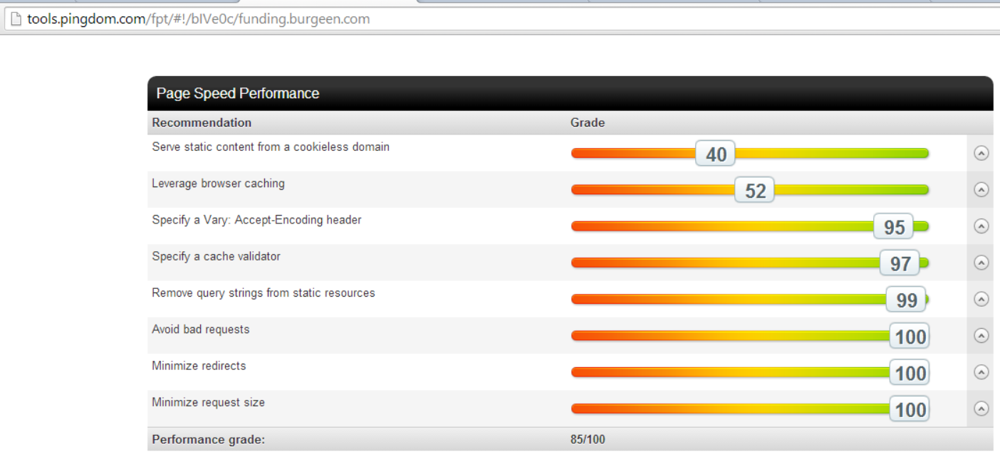 tools.pingdom.com/fpt/#!/bIVe0c/funding.burgeen.com
Page Speed Performance
Recommendation Grade
Serve static content from a cookieless domain 40
Leverage browser caching 52
Specify a Vary: Accept-Encoding header 95
Specify a cache validator 97
Remove query strings from static resources 99
Avoid bad requests 100
Minimize redirects 100
Minimize request size 100
Performance grade: 85/100